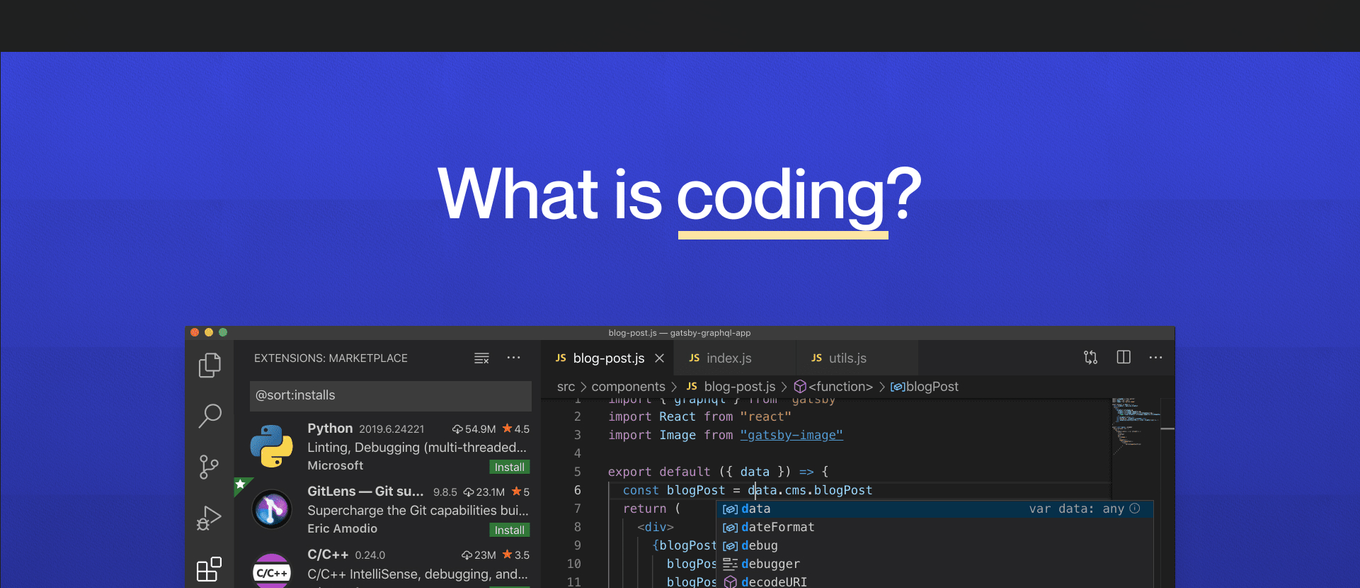 What is coding?
blog-post.js — gatsby-graphql-app
EXTENSIONS: MARKETPLACE
@sort:installs
Python 2019.6.24221 54.9M 4.5
Linting, Debugging (multi-threaded...
Microsoft Install
GitLens — Git su... 9.8.5 23.1M 5
Supercharge the Git capabilities bui...
Eric Amodio Install
C/C++ 0.24.0 23M 3.5
C/C++
C/C++ IntelliSense, debugging, and...
JS blog-post.js JS index.js JS utils.js
src > components > JS blog-post.js > <function> > blogPost
1 import { graphql } from "gatsby"
2 import React from "react"
3 import Image from "gatsby-image"
4
5 export default ({ data }) => {
6 const blogPost = data.cms.blogPost
7 return (
8 <div>
9 {blogPost
10 blogPos
11 blogPos
data var data: any
dateFormat
debug
debugger
decodeURI